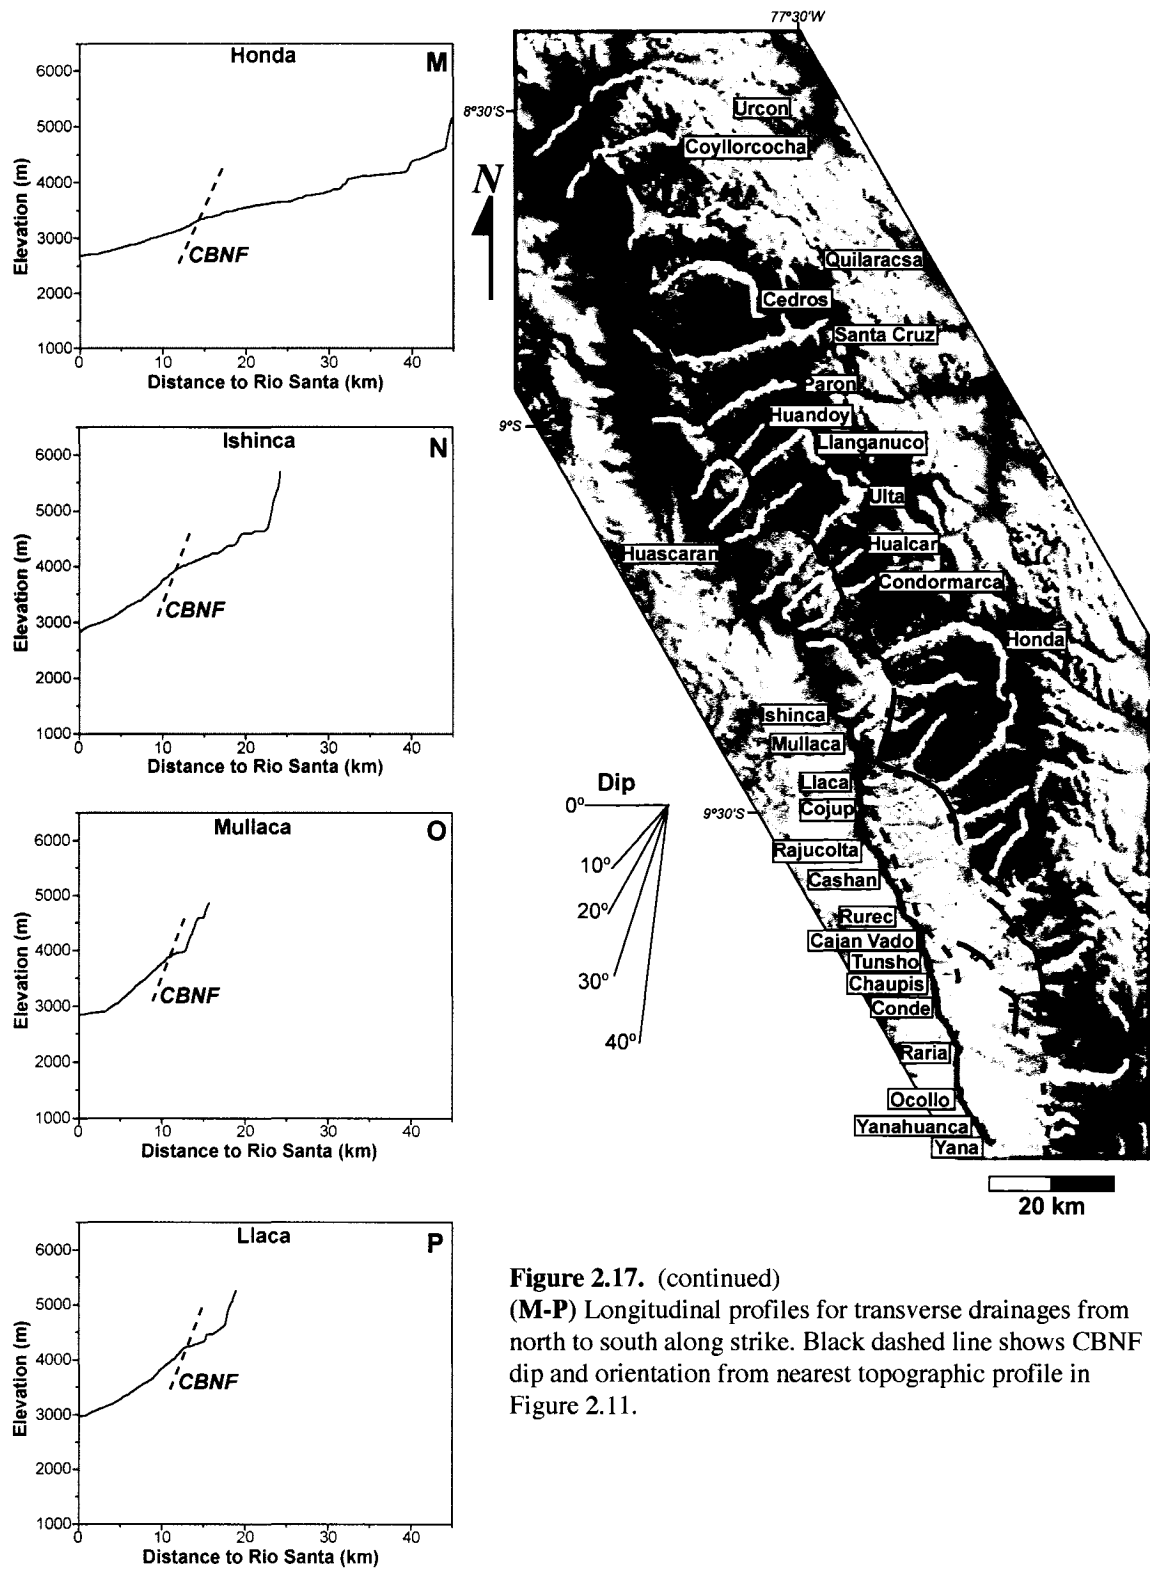 Honda
M
6000
5000
4000
3000
2000
1000
Elevation (m)
CBNF
0 10 20 30 40
Distance to Rio Santa (km)
Ishinca
N
6000
5000
4000
3000
2000
1000
Elevation (m)
CBNF
0 10 20 30 40
Distance to Rio Santa (km)
Mullaca
O
6000
5000
4000
3000
2000
1000
Elevation (m)
CBNF
0 10 20 30 40
Distance to Rio Santa (km)
Llaca
P
6000
5000
4000
3000
2000
1000
Elevation (m)
CBNF
0 10 20 30 40
Distance to Rio Santa (km)
77°30'W
8°30'S
N
9°S
9°30'S
Urcon
Coyllorcocha
Quilaracsa
Cedros
Santa Cruz
Paron
Huandoy
Llanganuco
Ulta
Huascaran
Hualcan
Condormarca
Honda
Ishinca
Mullaca
Llaca
Cojup
Rajucolta
Cashan
Rurec
Cajan Vado
Tunsho
Chaupis
Conde
Raria
Ocollo
Yanahuanca
Yana
Dip
0°
10°
20°
30°
40°
20 km
Figure 2.17. (continued)
(M-P) Longitudinal profiles for transverse drainages from
north to south along strike. Black dashed line shows CBNF
dip and orientation from nearest topographic profile in
Figure 2.11.